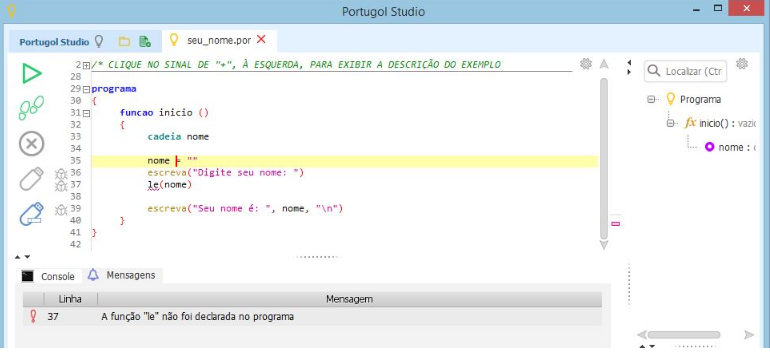 Portugol Studio
Portugol Studio
seu_nome.por
2 /* CLIQUE NO SINAL DE "+", À ESQUERDA, PARA EXIBIR A DESCRIÇÃO DO EXEMPLO
28
29 programa
30 {
31 funcao inicio ()
32 {
33 cadeia nome
34
35 nome = ""
36 escreva("Digite seu nome: ")
37 le(nome)
38
39 escreva("Seu nome é: ", nome, "\n")
40 }
41 }
42
Localizar (Ctr
Programa
fx inicio() : vazio
nome : c
Console Mensagens
Linha Mensagem
37 A função "le" não foi declarada no programa